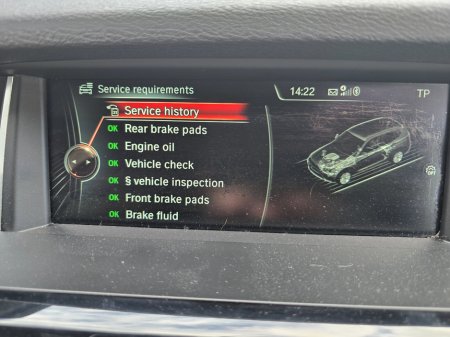 Service requirements
14:22
TP
Service history
OK Rear brake pads
OK Engine oil
OK Vehicle check
OK § vehicle inspection
OK Front brake pads
OK Brake fluid